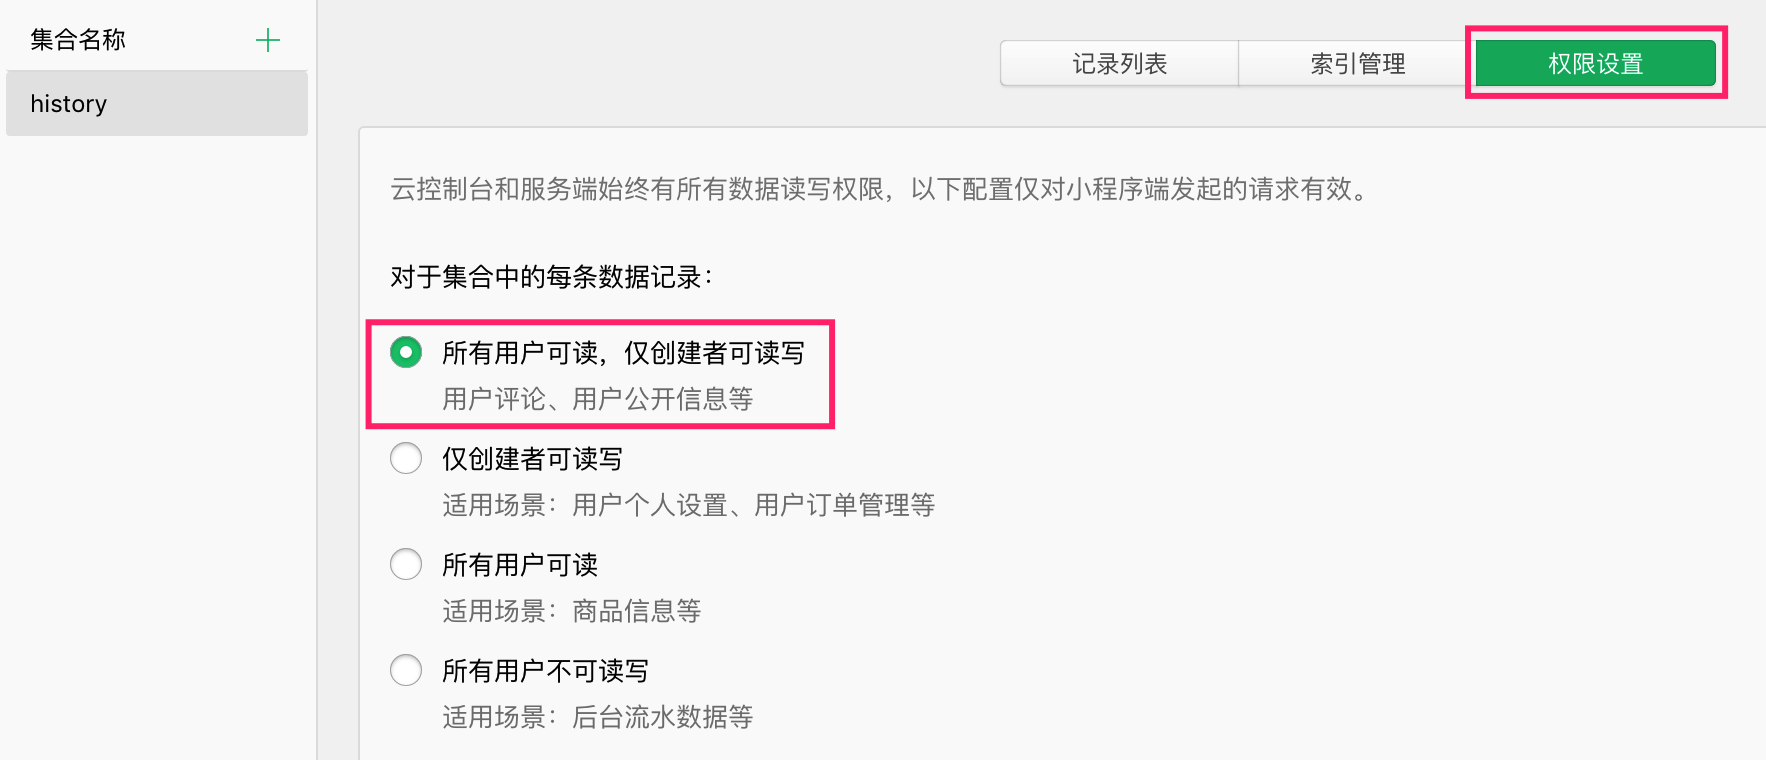 集合名称
history
记录列表
索引管理
权限设置
云控制台和服务端始终有所有数据读写权限，以下配置仅对小程序端发起的请求有效。
对于集合中的每条数据记录：
所有用户可读，仅创建者可读写
用户评论、用户公开信息等
仅创建者可读写
适用场景：用户个人设置、用户订单管理等
所有用户可读
适用场景：商品信息等
所有用户不可读写
适用场景：后台流水数据等